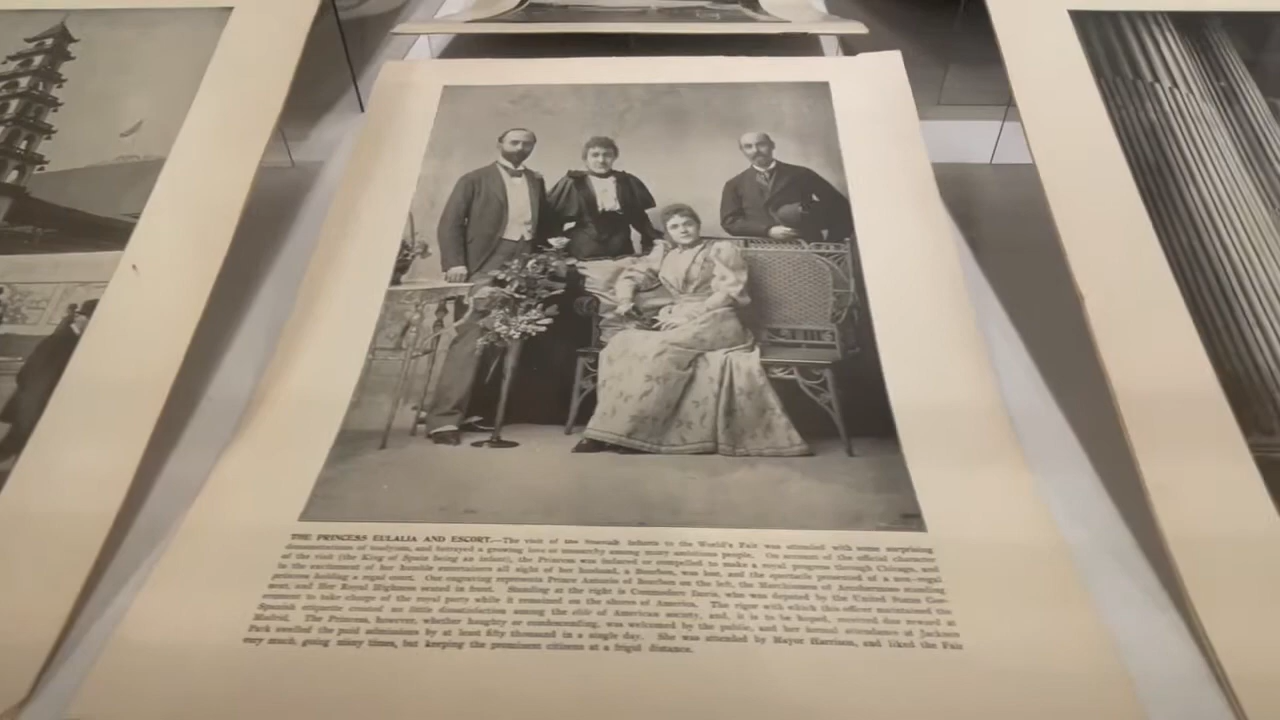 THE PRINCESS EULALIA AND ESCORT.—The visit of the Spanish Infanta to the World's Fair was attended with some surprising
demonstrations of toadyism, and betrayed a growing love of monarchy among many ambitious people. On account of the official character
of the visit (the King of Spain being an infant), the Princess was induced or compelled to make a royal progress through Chicago, and
in the excitement of her humble entertainers all sight of her husband, a Bourbon, was lost, and the spectacle presented of a non-regal
princess holding a regal court. Our engraving represents Prince Antonio of Bourbon on the left, the Marchioness of standing
next, and Her Royal Highness seated in front. Standing at the right is Commodore Davis, who was deputed by the United States Gov-
ernment to take charge of the royal party while it remained on the shores of America. The rigor with which this officer maintained the
Spanish etiquette created no little dissatisfaction among the élite of American society, and, it is to be hoped, received due reward at
Madrid. The Princess, however, whether haughty or condescending, was welcomed by the public, and her actual attendance at Jackson
Park swelled the paid admissions by at least fifty thousand in a single day. She was attended by Mayor Harrison, and liked the Fair
very much, going many times, but keeping the prominent citizens at a frigid distance.